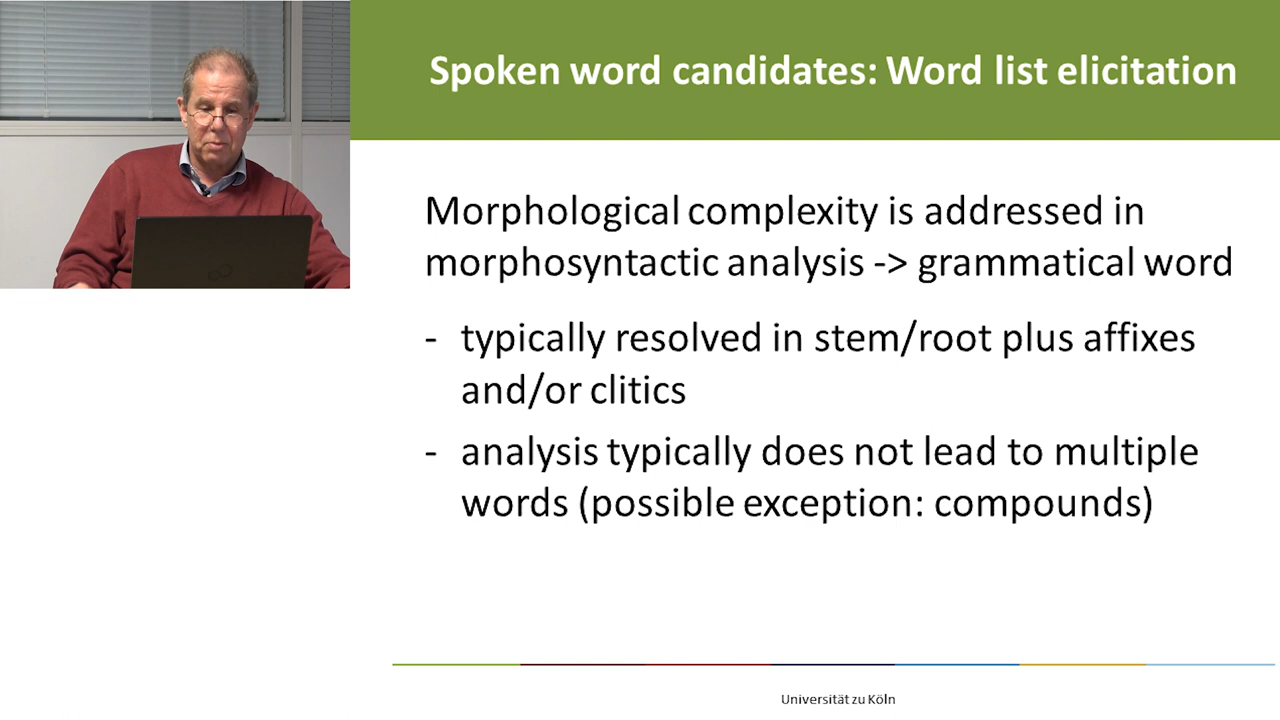 Spoken word candidates: Word list elicitation
Morphological complexity is addressed in
morphosyntactic analysis -> grammatical word
- typically resolved in stem/root plus affixes
and/or clitics
- analysis typically does not lead to multiple
words (possible exception: compounds)
Universität zu Köln